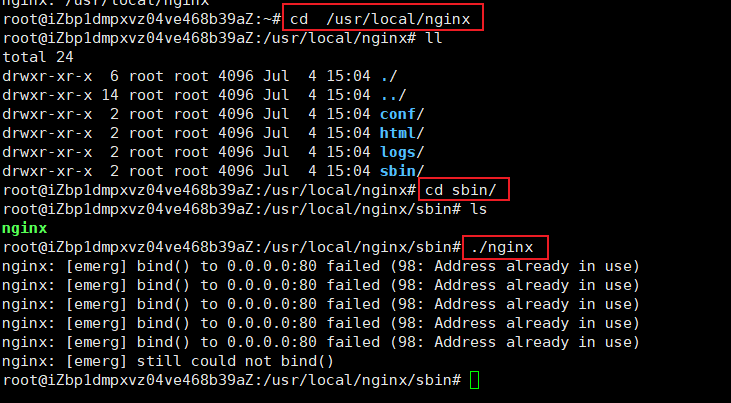 nginx: /usr/local/nginx
root@iZbp1dmpxvz04ve468b39aZ:~# cd  /usr/local/nginx
root@iZbp1dmpxvz04ve468b39aZ:/usr/local/nginx# ll
total 24
drwxr-xr-x  6 root root 4096 Jul  4 15:04 ./
drwxr-xr-x 14 root root 4096 Jul  4 15:04 ../
drwxr-xr-x  2 root root 4096 Jul  4 15:04 conf/
drwxr-xr-x  2 root root 4096 Jul  4 15:04 html/
drwxr-xr-x  2 root root 4096 Jul  4 15:04 logs/
drwxr-xr-x  2 root root 4096 Jul  4 15:04 sbin/
root@iZbp1dmpxvz04ve468b39aZ:/usr/local/nginx# cd sbin/
root@iZbp1dmpxvz04ve468b39aZ:/usr/local/nginx/sbin# ls
nginx
root@iZbp1dmpxvz04ve468b39aZ:/usr/local/nginx/sbin# ./nginx
nginx: [emerg] bind() to 0.0.0.0:80 failed (98: Address already in use)
nginx: [emerg] bind() to 0.0.0.0:80 failed (98: Address already in use)
nginx: [emerg] bind() to 0.0.0.0:80 failed (98: Address already in use)
nginx: [emerg] bind() to 0.0.0.0:80 failed (98: Address already in use)
nginx: [emerg] bind() to 0.0.0.0:80 failed (98: Address already in use)
nginx: [emerg] still could not bind()
root@iZbp1dmpxvz04ve468b39aZ:/usr/local/nginx/sbin#